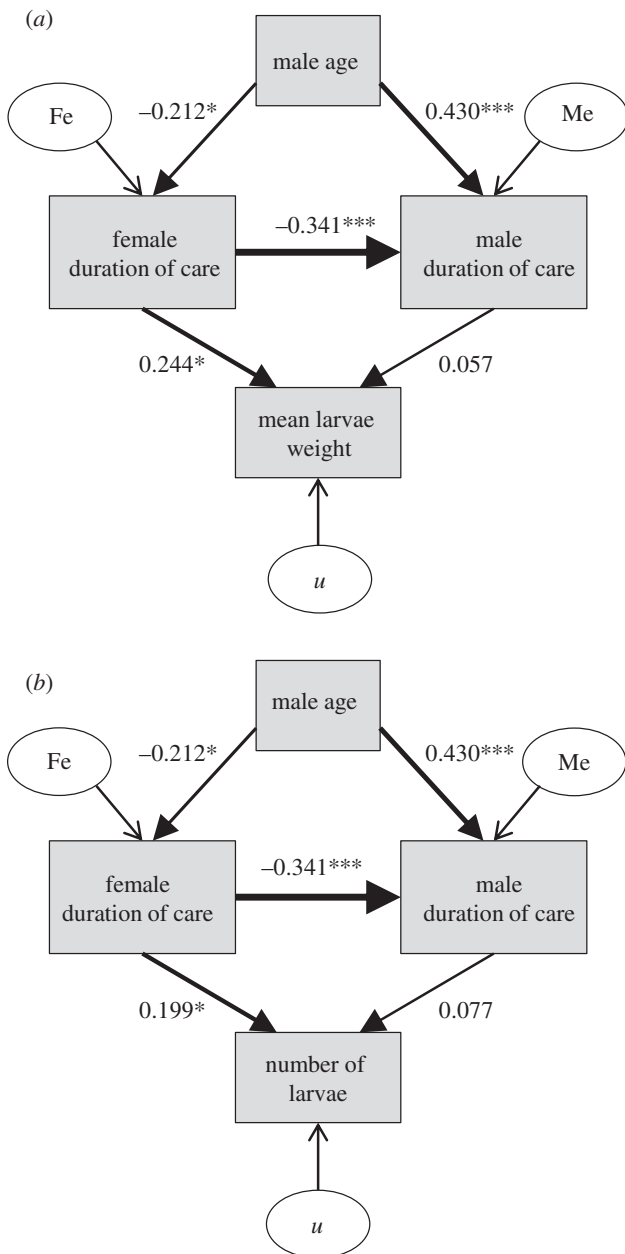 (a)
male age
Fe
–0.212*
0.430***
Me
–0.341***
female
duration of care
male
duration of care
0.244*
0.057
mean larvae
weight
u
(b)
male age
Fe
–0.212*
0.430***
Me
–0.341***
female
duration of care
male
duration of care
0.199*
0.077
number of
larvae
u